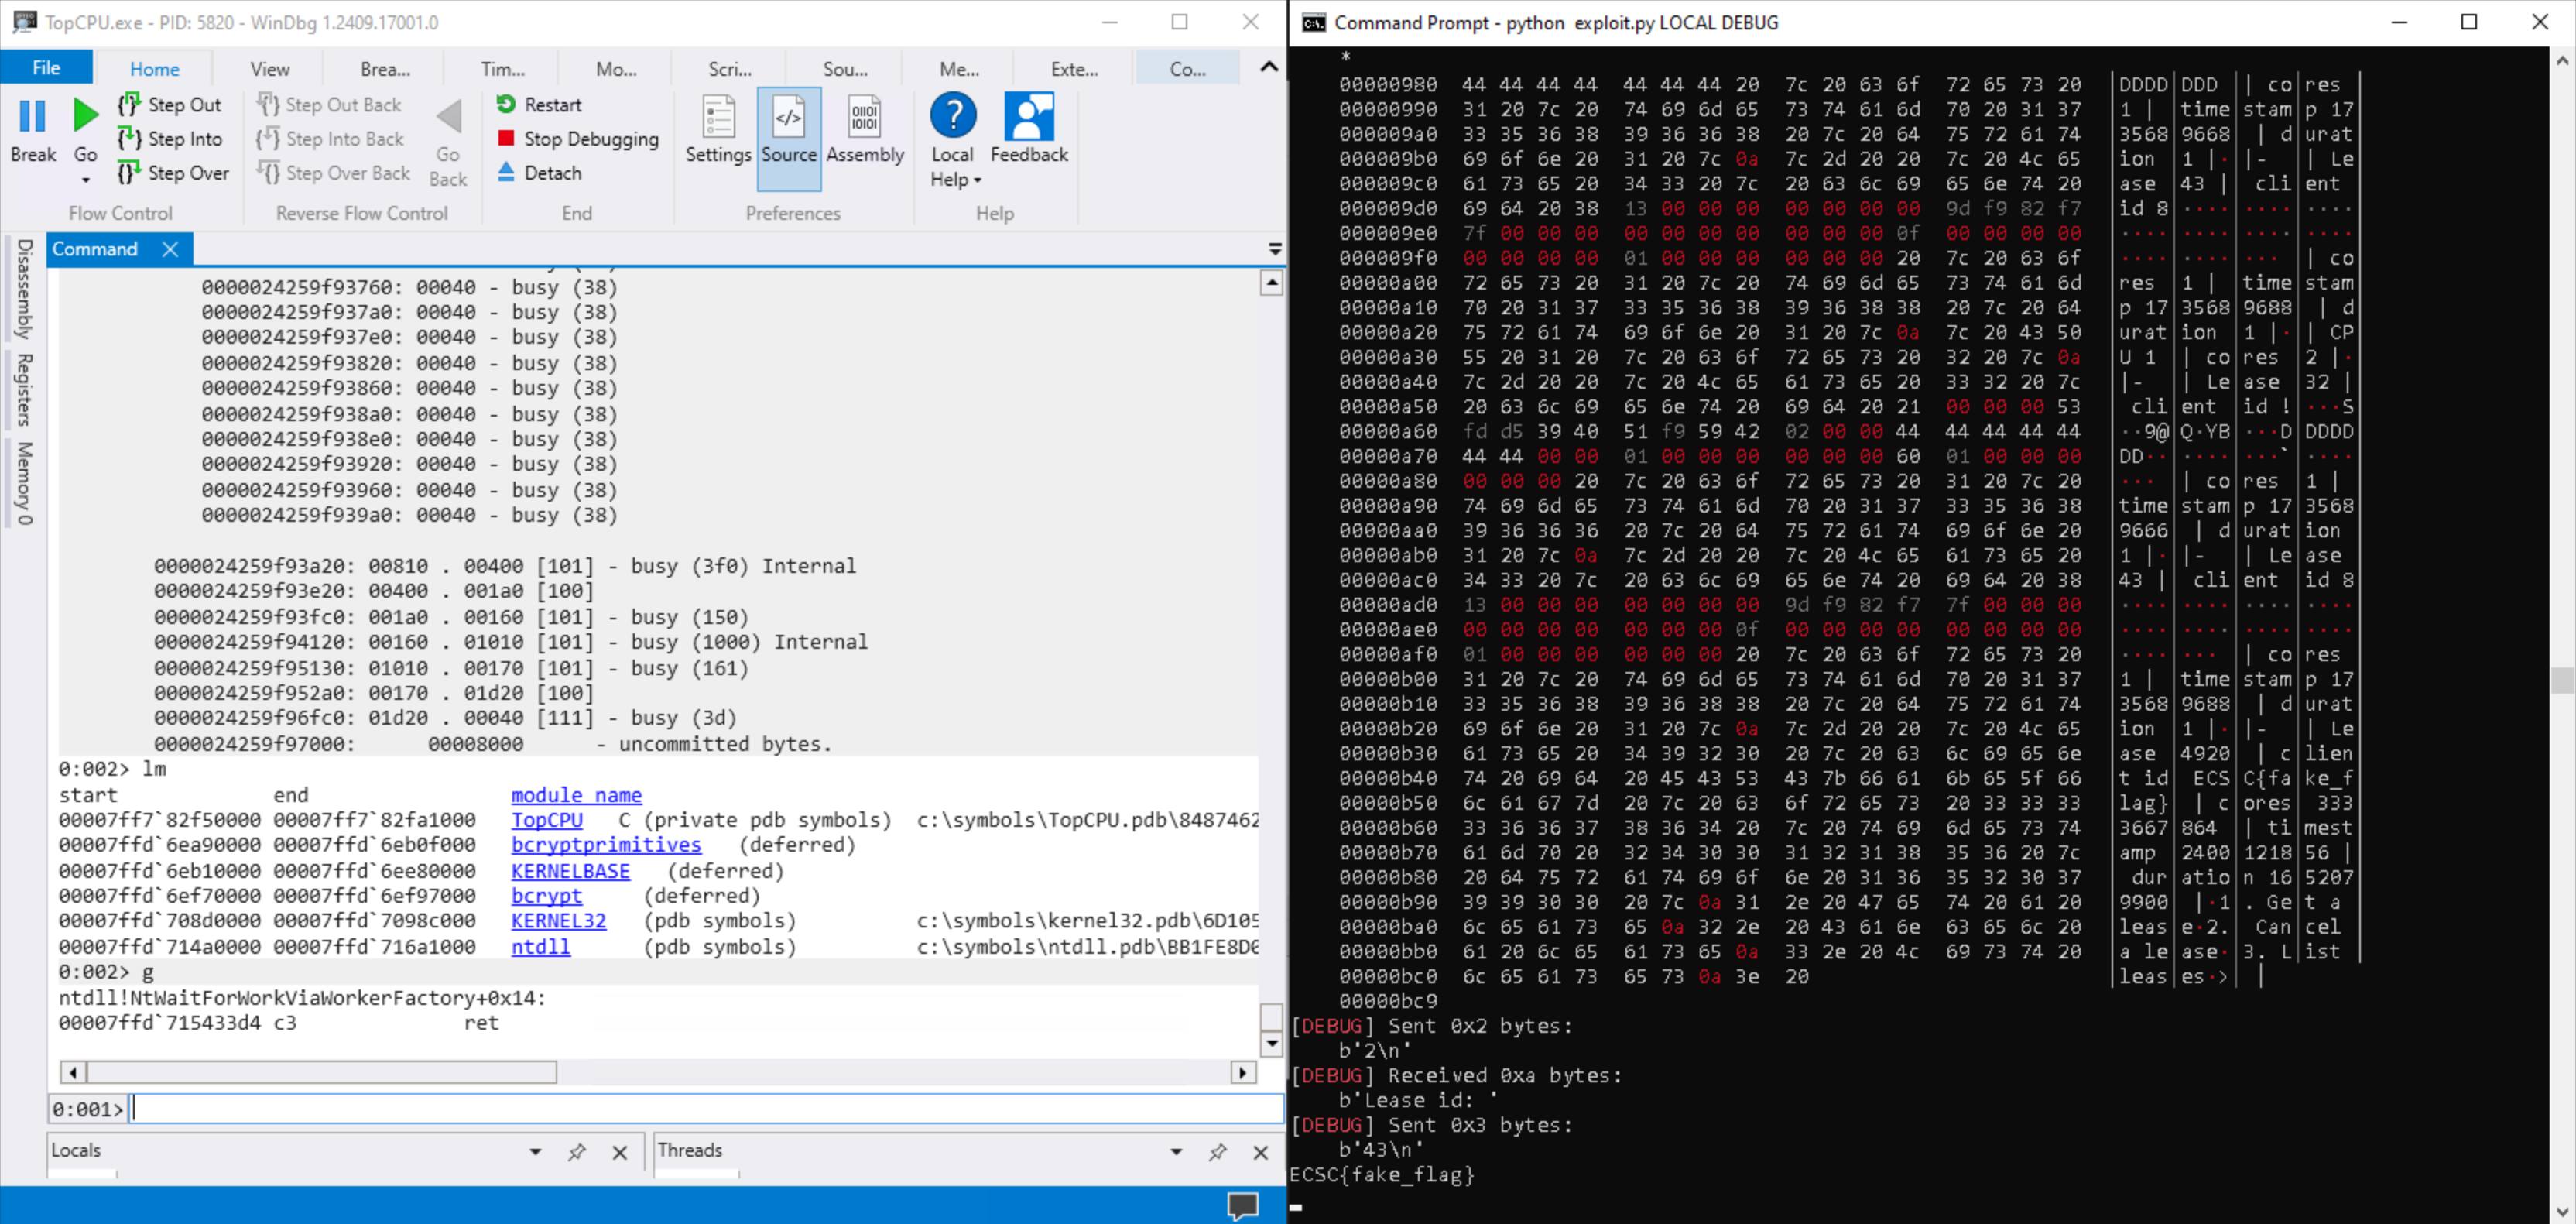 TopCPU.exe - PID: 5820 - WinDbg 1.2409.17001.0
File Home View Brea... Tim... Mo... Scri... Sou... Me... Exte... Co...
Break
Go
Step Out
Step Into
Step Over
Flow Control
Step Out Back
Step Into Back
Step Over Back
Go Back
Reverse Flow Control
Restart
Stop Debugging
Detach
End
Settings Source Assembly
Preferences
Local Help
Feedback
Help
Disassembly
Registers
Memory 0
Command
0000024259f93760: 00040 - busy (38)
0000024259f937a0: 00040 - busy (38)
0000024259f937e0: 00040 - busy (38)
0000024259f93820: 00040 - busy (38)
0000024259f93860: 00040 - busy (38)
0000024259f938a0: 00040 - busy (38)
0000024259f938e0: 00040 - busy (38)
0000024259f93920: 00040 - busy (38)
0000024259f93960: 00040 - busy (38)
0000024259f939a0: 00040 - busy (38)
0000024259f93a20: 00810 . 00400 [101] - busy (3f0) Internal
0000024259f93e20: 00400 . 001a0 [100]
0000024259f93fc0: 001a0 . 00160 [101] - busy (150)
0000024259f94120: 00160 . 01010 [101] - busy (1000) Internal
0000024259f95130: 01010 . 00170 [101] - busy (161)
0000024259f952a0: 00170 . 01d20 [100]
0000024259f96fc0: 01d20 . 00040 [111] - busy (3d)
0000024259f97000: 00008000 - uncommitted bytes.
0:002> lm
start end module name
00007ff7`82f50000 00007ff7`82fa1000 TopCPU C (private pdb symbols) c:\symbols\TopCPU.pdb\8487462
00007ffd`6ea90000 00007ffd`6eb0f000 bcryptprimitives (deferred)
00007ffd`6eb10000 00007ffd`6ee80000 KERNELBASE (deferred)
00007ffd`6ef70000 00007ffd`6ef97000 bcrypt (deferred)
00007ffd`708d0000 00007ffd`7098c000 KERNEL32 (pdb symbols) c:\symbols\kernel32.pdb\6D105
00007ffd`714a0000 00007ffd`716a1000 ntdll (pdb symbols) c:\symbols\ntdll.pdb\BB1FE8D0
0:002> g
ntdll!NtWaitForWorkViaWorkerFactory+0x14:
00007ffd`715433d4 c3 ret
0:001>
Locals
Threads
Command Prompt - python exploit.py LOCAL DEBUG
*
00000980 44 44 44 44 44 44 44 20 7c 20 63 6f 72 65 73 20 │DDDD│DDD │| co│res │
00000990 31 20 7c 20 74 69 6d 65 73 74 61 6d 70 20 31 37 │1 | │time│stam│p 17│
000009a0 33 35 36 38 39 36 36 38 20 7c 20 64 75 72 61 74 │3568│9668│ | d│urat│
000009b0 69 6f 6e 20 31 20 7c 0a 7c 2d 20 20 7c 20 4c 65 │ion │1 |·│|-  │| Le│
000009c0 61 73 65 20 34 33 20 7c 20 63 6c 69 65 6e 74 20 │ase │43 |│ cli│ent │
000009d0 69 64 20 38 13 00 00 00 00 00 00 00 9d f9 82 f7 │id 8│····│····│····│
000009e0 7f 00 00 00 00 00 00 00 00 00 00 0f 00 00 00 00 │····│····│····│····│
000009f0 00 00 00 00 01 00 00 00 00 00 00 20 7c 20 63 6f │····│····│··· │| co│
00000a00 72 65 73 20 31 20 7c 20 74 69 6d 65 73 74 61 6d │res │1 | │time│stam│
00000a10 70 20 31 37 33 35 36 38 39 36 38 38 20 7c 20 64 │p 17│3568│9688│ | d│
00000a20 75 72 61 74 69 6f 6e 20 31 20 7c 0a 7c 20 43 50 │urat│ion │1 |·│| CP│
00000a30 55 20 31 20 7c 20 63 6f 72 65 73 20 32 20 7c 0a │U 1 │| co│res │2 |·│
00000a40 7c 2d 20 20 7c 20 4c 65 61 73 65 20 33 32 20 7c │|-  │| Le│ase │32 |│
00000a50 20 63 6c 69 65 6e 74 20 69 64 20 21 00 00 00 53 │ cli│ent │id !│···S│
00000a60 fd d5 39 40 51 f9 59 42 02 00 00 44 44 44 44 44 │··9@│Q·YB│···D│DDDD│
00000a70 44 44 00 00 01 00 00 00 00 00 00 60 01 00 00 00 │DD··│····│···`│····│
00000a80 00 00 00 20 7c 20 63 6f 72 65 73 20 31 20 7c 20 │··· │| co│res │1 | │
00000a90 74 69 6d 65 73 74 61 6d 70 20 31 37 33 35 36 38 │time│stam│p 17│3568│
00000aa0 39 36 36 36 20 7c 20 64 75 72 61 74 69 6f 6e 20 │9666│ | d│urat│ion │
00000ab0 31 20 7c 0a 7c 2d 20 20 7c 20 4c 65 61 73 65 20 │1 |·│|-  │| Le│ase │
00000ac0 34 33 20 7c 20 63 6c 69 65 6e 74 20 69 64 20 38 │43 |│ cli│ent │id 8│
00000ad0 13 00 00 00 00 00 00 00 9d f9 82 f7 7f 00 00 00 │····│····│····│····│
00000ae0 00 00 00 00 00 00 00 0f 00 00 00 00 00 00 00 00 │····│····│····│····│
00000af0 01 00 00 00 00 00 00 20 7c 20 63 6f 72 65 73 20 │····│··· │| co│res │
00000b00 31 20 7c 20 74 69 6d 65 73 74 61 6d 70 20 31 37 │1 | │time│stam│p 17│
00000b10 33 35 36 38 39 36 38 38 20 7c 20 64 75 72 61 74 │3568│9688│ | d│urat│
00000b20 69 6f 6e 20 31 20 7c 0a 7c 2d 20 20 7c 20 4c 65 │ion │1 |·│|-  │| Le│
00000b30 61 73 65 20 34 39 32 30 20 7c 20 63 6c 69 65 6e │ase │4920│ | c│lien│
00000b40 74 20 69 64 20 45 43 53 43 7b 66 61 6b 65 5f 66 │t id│ ECS│C{fa│ke_f│
00000b50 6c 61 67 7d 20 7c 20 63 6f 72 65 73 20 33 33 33 │lag}│ | c│ores│ 333│
00000b60 33 36 36 37 38 36 34 20 7c 20 74 69 6d 65 73 74 │3667│864 │| ti│mest│
00000b70 61 6d 70 20 32 34 30 30 31 32 31 38 35 36 20 7c │amp │2400│1218│56 |│
00000b80 20 64 75 72 61 74 69 6f 6e 20 31 36 35 32 30 37 │ dur│atio│n 16│5207│
00000b90 39 39 30 30 20 7c 0a 31 2e 20 47 65 74 20 61 20 │9900│ |·1│. Ge│t a │
00000ba0 6c 65 61 73 65 0a 32 2e 20 43 61 6e 63 65 6c 20 │leas│e·2.│ Can│cel │
00000bb0 61 20 6c 65 61 73 65 0a 33 2e 20 4c 69 73 74 20 │a le│ase·│3. L│ist │
00000bc0 6c 65 61 73 65 73 0a 3e 20 │leas│es·>│ │
00000bc9
[DEBUG] Sent 0x2 bytes:
b'2\n'
[DEBUG] Received 0xa bytes:
b'Lease id: '
[DEBUG] Sent 0x3 bytes:
b'43\n'
ECSC{fake_flag}